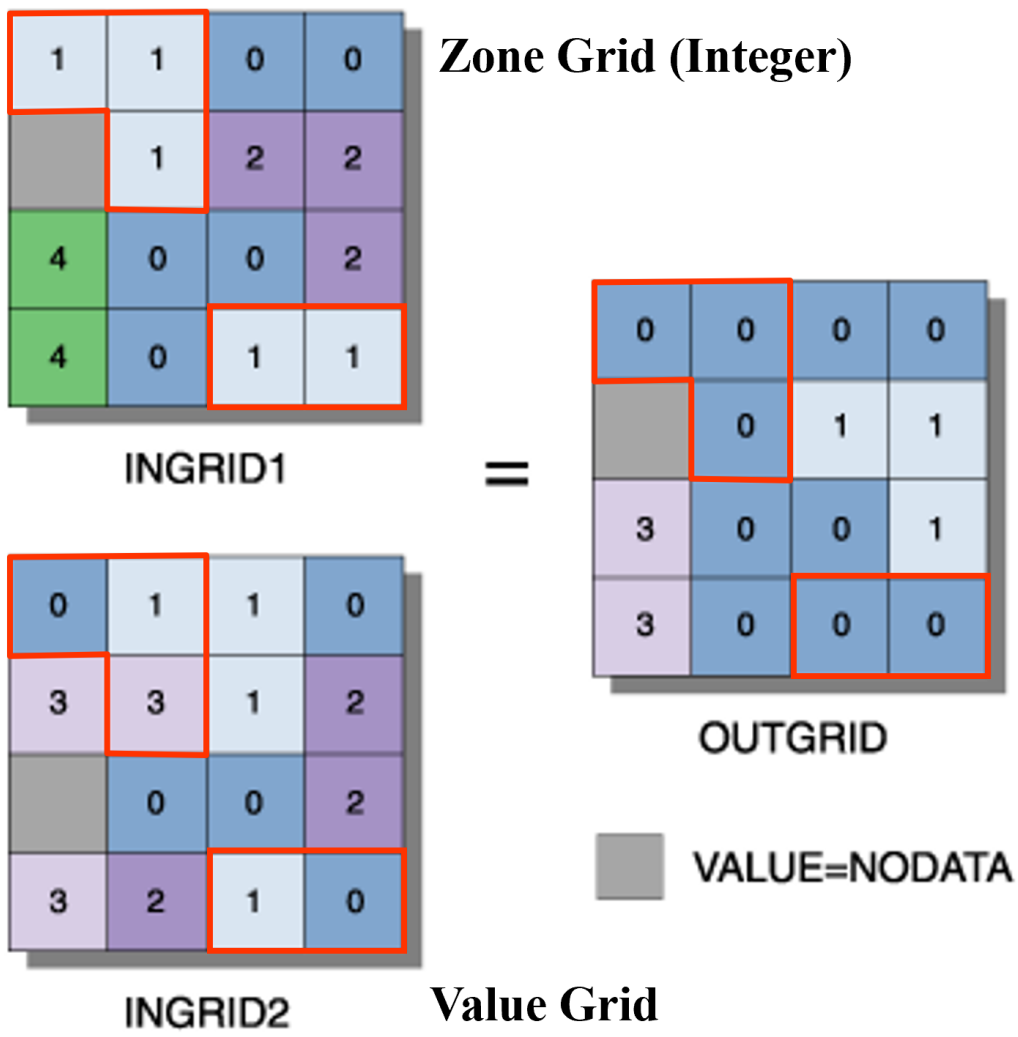 1 1 0 0
Zone Grid (Integer)
1 2 2
4 0 0 2
4 0 1 1
INGRID1
=
0 0 0 0
0 1 1
3 0 0 1
3 0 0 0
OUTGRID
0 1 1 0
3 3 1 2
0 0 2
3 2 1 0
INGRID2
Value Grid
VALUE=NODATA